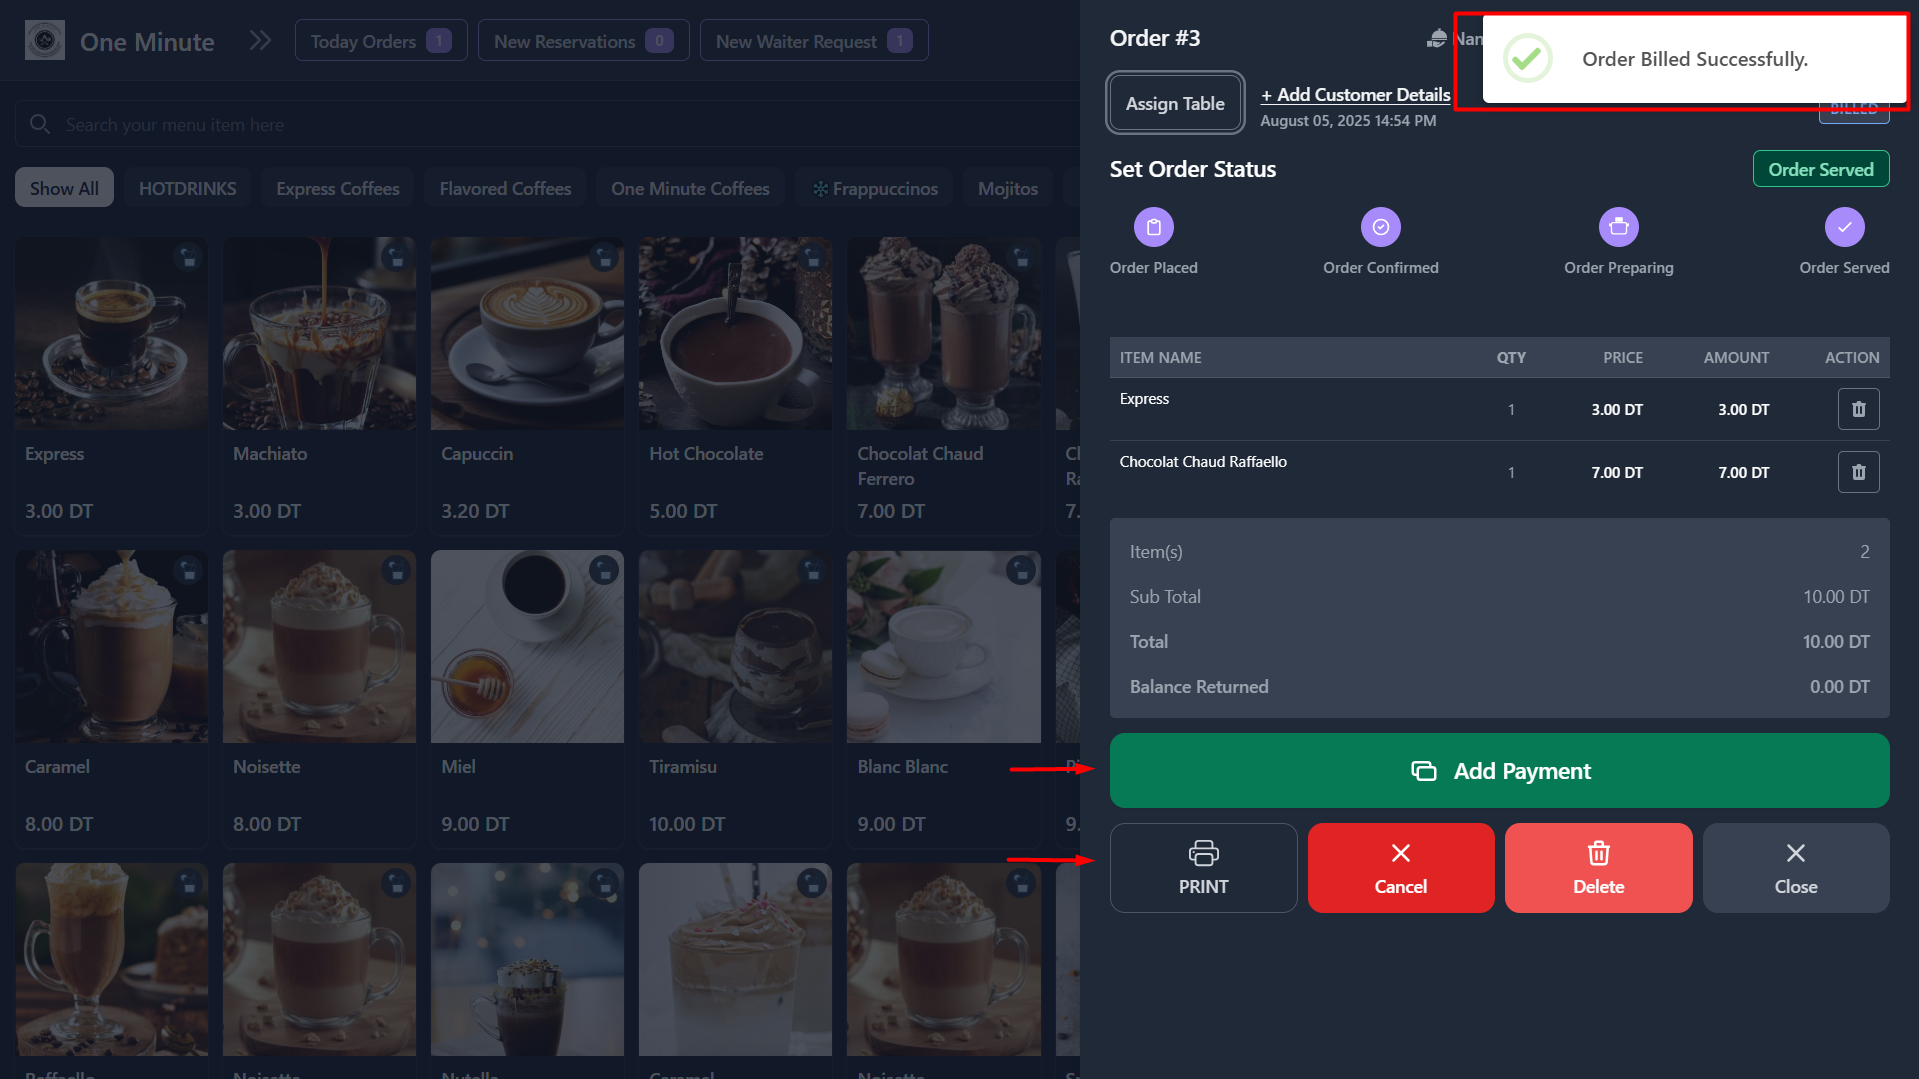 One Minute
Today Orders 1
New Reservations 0
New Waiter Request 1
Search your menu item here
Show All
HOTDRINKS
Express Coffees
Flavored Coffees
One Minute Coffees
Frappuccinos
Mojitos
Express
3.00 DT
Machiato
3.00 DT
Capuccin
3.20 DT
Hot Chocolate
5.00 DT
Chocolat Chaud
Ferrero
7.00 DT
7.
Caramel
8.00 DT
Noisette
8.00 DT
Miel
9.00 DT
Tiramisu
10.00 DT
Blanc Blanc
9.00 DT
9.
Noisette
Nutella
Caramel
Noisette
Order #3
Order Billed Successfully.
Assign Table
+ Add Customer Details
August 05, 2025 14:54 PM
BILLED
Set Order Status
Order Served
Order Placed
Order Confirmed
Order Preparing
Order Served
ITEM NAME QTY PRICE AMOUNT ACTION
Express 1 3.00 DT 3.00 DT
Chocolat Chaud Raffaello 1 7.00 DT 7.00 DT
Item(s) 2
Sub Total 10.00 DT
Total 10.00 DT
Balance Returned 0.00 DT
Add Payment
PRINT
Cancel
Delete
Close